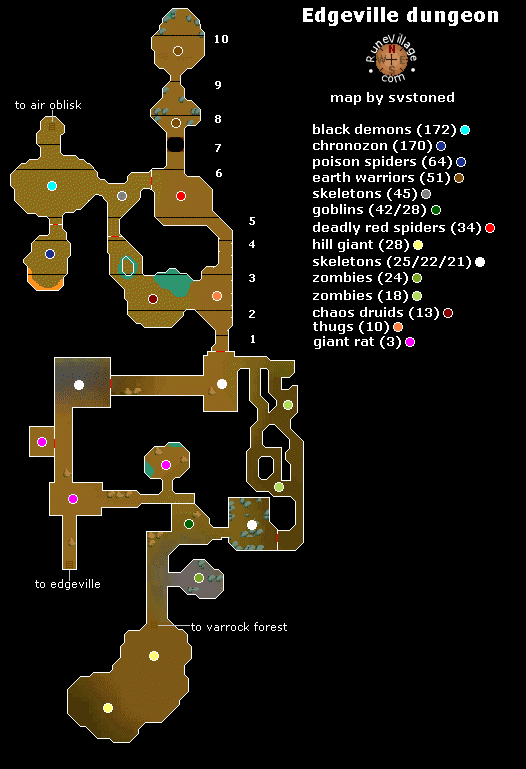 Edgeville dungeon
RuneVillage
N
W E
S
.com
map by svstoned
10
9
8
7
6
5
4
3
2
1
to air oblisk
black demons (172)
chronozon (170)
poison spiders (64)
earth warriors (51)
skeletons (45)
goblins (42/28)
deadly red spiders (34)
hill giant (28)
skeletons (25/22/21)
zombies (24)
zombies (18)
chaos druids (13)
thugs (10)
giant rat (3)
to edgeville
to varrock forest